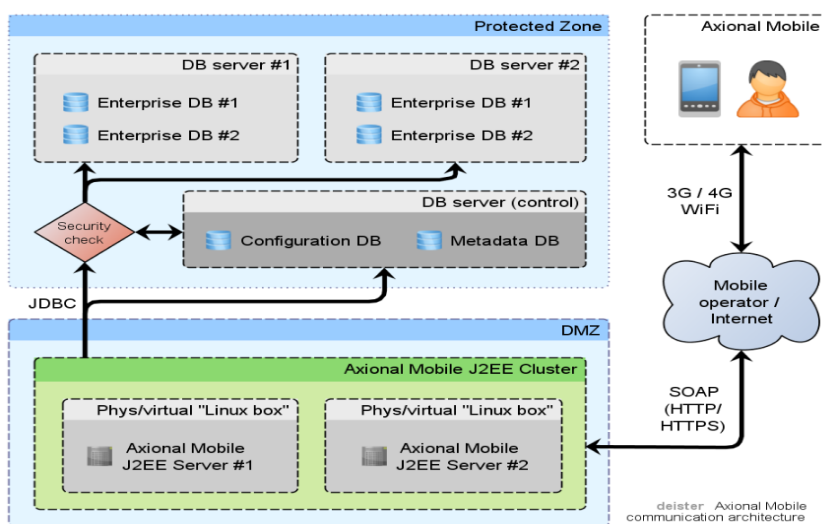 Protected Zone
DB server #1
Enterprise DB #1
Enterprise DB #2
DB server #2
Enterprise DB #1
Enterprise DB #2
DB server (control)
Configuration DB
Metadata DB
Security
check
JDBC
DMZ
Axional Mobile J2EE Cluster
Phys/virtual "Linux box"
Axional Mobile
J2EE Server #1
Phys/virtual "Linux box"
Axional Mobile
J2EE Server #2
Axional Mobile
3G / 4G
WiFi
Mobile
operator /
Internet
SOAP
(HTTP/
HTTPS)
deister Axional Mobile
communication architecture